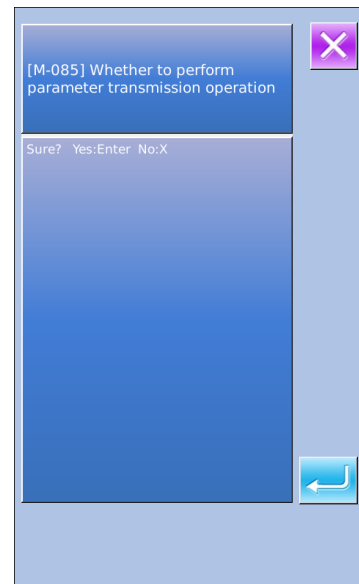 [M-085] Whether to perform
parameter transmission operation
Sure? Yes:Enter No:X